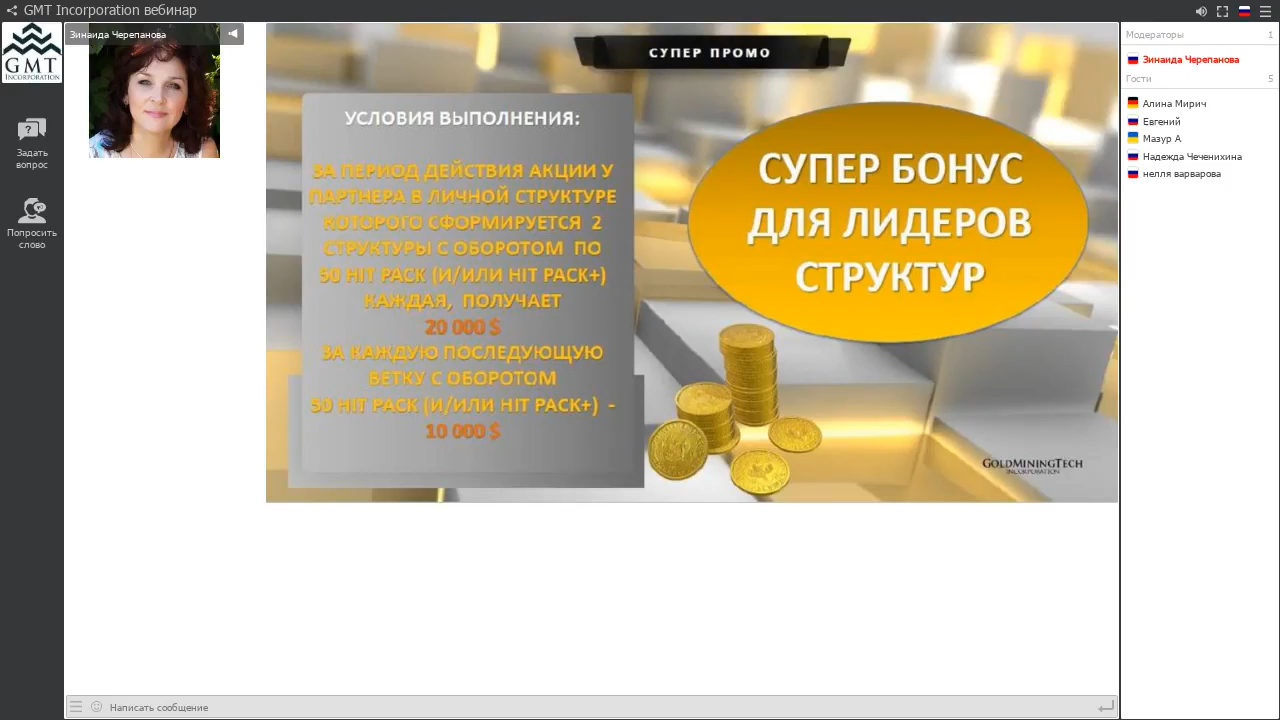 GMT Incorporation вебинар
GMT
INCORPORATION
Зинаида Черепанова
Задать
вопрос
Попросить
слово
СУПЕР ПРОМО
УСЛОВИЯ ВЫПОЛНЕНИЯ:
ЗА ПЕРИОД ДЕЙСТВИЯ АКЦИИ У
ПАРТНЕРА В ЛИЧНОЙ СТРУКТУРЕ
КОТОРОГО СФОРМИРУЕТСЯ 2
СТРУКТУРЫ С ОБОРОТОМ ПО
50 HIT PACK (И/ИЛИ HIT PACK+)
КАЖДАЯ, ПОЛУЧАЕТ
20 000 $
ЗА КАЖДУЮ ПОСЛЕДУЮЩУЮ
ВЕТКУ С ОБОРОТОМ
50 HIT PACK (И/ИЛИ HIT PACK+) -
10 000 $
СУПЕР БОНУС
ДЛЯ ЛИДЕРОВ
СТРУКТУР
GOLDMININGTECH
INCORPORATION
Модераторы 1
Зинаида Черепанова
Гости 5
Алина Мирич
Евгений
Мазур А
Надежда Чеченихина
нелля варварова
Написать сообщение